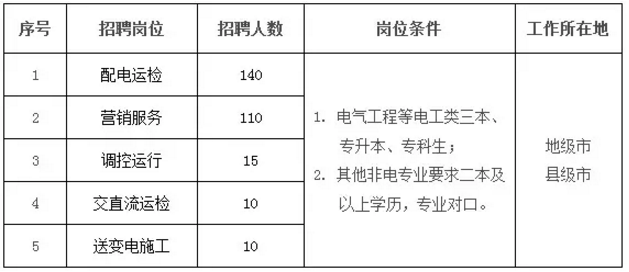 序号 招聘岗位 招聘人数 岗位条件 工作所在地
1 配电运检 140
2 营销服务 110
3 调控运行 15
4 交直流运检 10
5 送变电施工 10
1. 电气工程等电工类三本、
专升本、专科生；
2. 其他非电专业要求二本及
以上学历，专业对口。
地级市
县级市